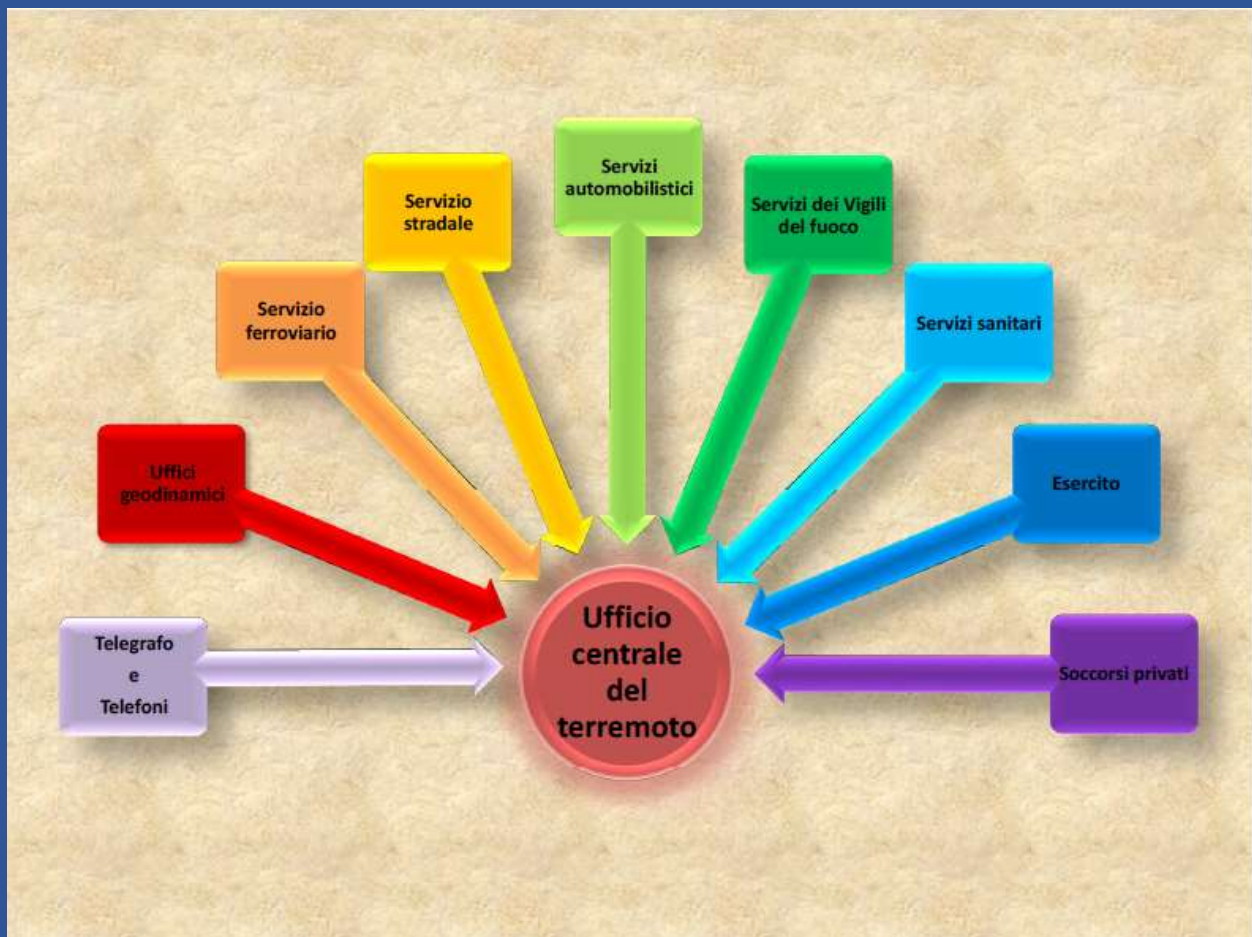 Servizi
automobilistici
Servizio
stradale
Servizi dei Vigili
del fuoco
Servizio
ferroviario
Servizi sanitari
Uffici
geodinamici
Esercito
Telegrafo
e
Telefoni
Ufficio
centrale
del
terremoto
Soccorsi privati